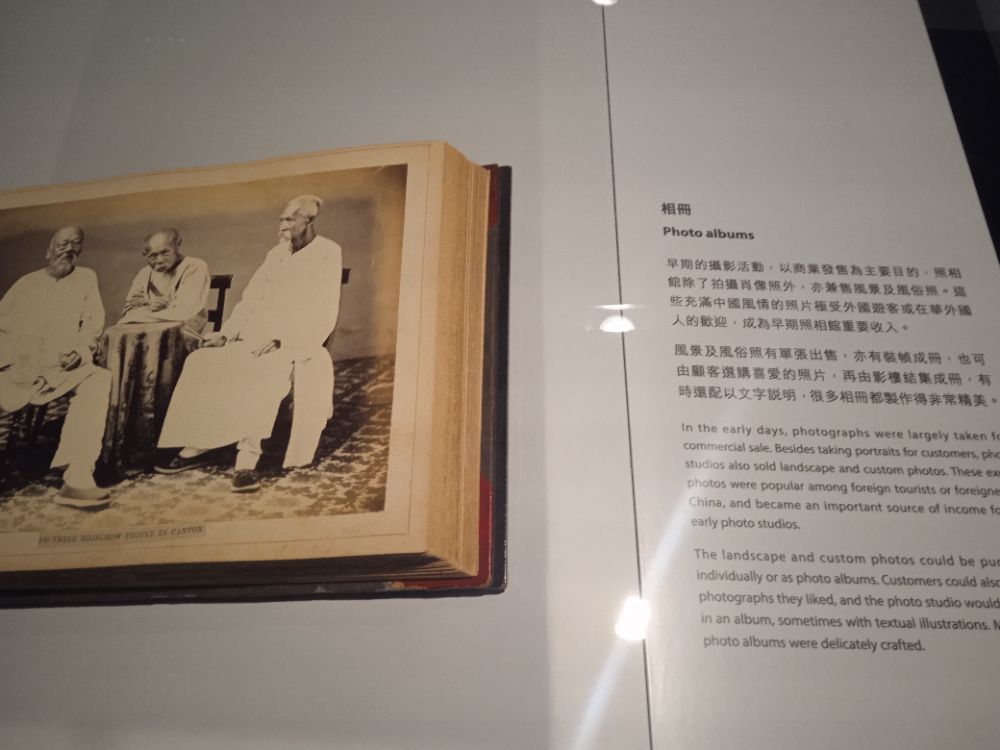 THREE PEOPLE IN CANTON
相冊
Photo albums
早期的攝影活動，以商業發售為主要目的，照相
館除了拍攝肖像照外，亦兼售風景及風俗照。這
些充滿中國風情的照片極受外國遊客或在華外國
人的歡迎，成為早期照相館重要收入。
風景及風俗照有單張出售，亦有裝幀成冊，也可
由顧客選購喜愛的照片，再由影樓結集成冊，有
時還配以文字説明，很多相冊都製作得非常精美。
In the early days, photographs were largely taken
commercial sale. Besides taking portraits for customers,
studios also sold landscape and custom photos. These
photos were popular among foreign tourists or
China, and became an important source of income
early photo studios.
The landscape and custom photos could be
individually or as photo albums. Customers could
photographs they liked, and the photo studio would
in an album, sometimes with textual illustrations.
photo albums were delicately crafted.